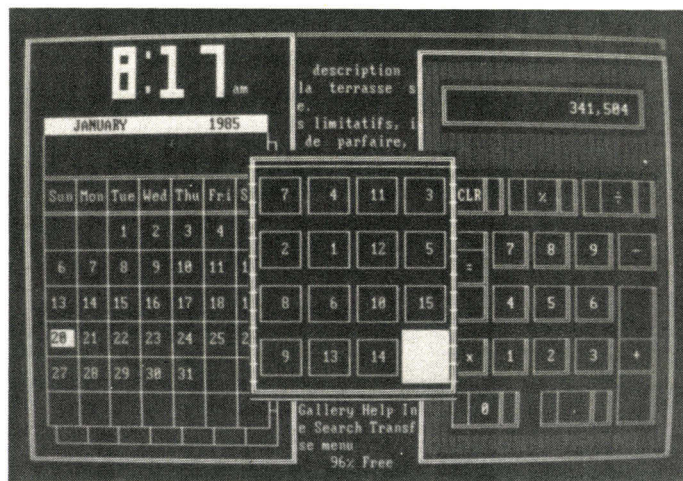 8:17 am
JANUARY 1985
Sun Mon Tue Wed Thu Fri S
1 2 3 4
6 7 8 9 10 11 1
13 14 15 16 17 18 1
20 21 22 23 24 25 2
27 28 29 30 31
description
la terrasse s
e.
s limitatifs, i
de parfaire,
7 4 11 3
2 1 12 5
8 6 10 15
9 13 14
Gallery Help In
e Search Transf
se menu
96% Free
341,504
CLR % ÷
= 7 8 9 -
4 5 6
x 1 2 3 +
0 .